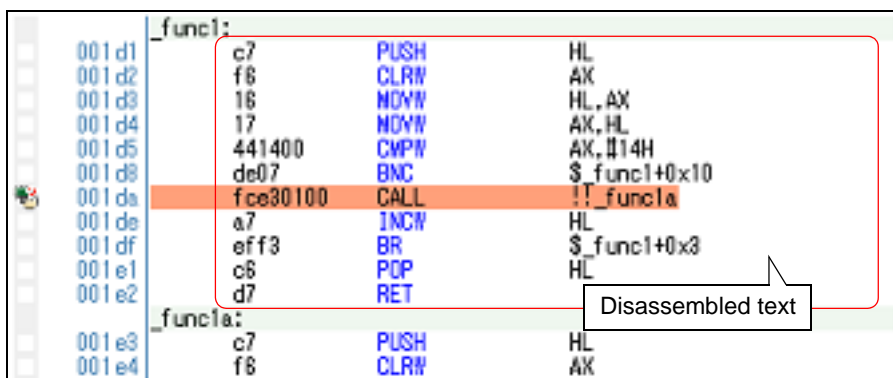 _func1:
001d1 c7 PUSH HL
001d2 f6 CLRW AX
001d3 16 MOVW HL,AX
001d4 17 MOVW AX,HL
001d5 441400 CMPW AX,#14H
001d8 de07 BNC $_func1+0x10
001da fce30100 CALL !!_func1a
001de a7 INCW HL
001df eff3 BR $_func1+0x3
001e1 c6 POP HL
001e2 d7 RET
Disassembled text
_func1a:
001e3 c7 PUSH HL
001e4 f6 CLRW AX